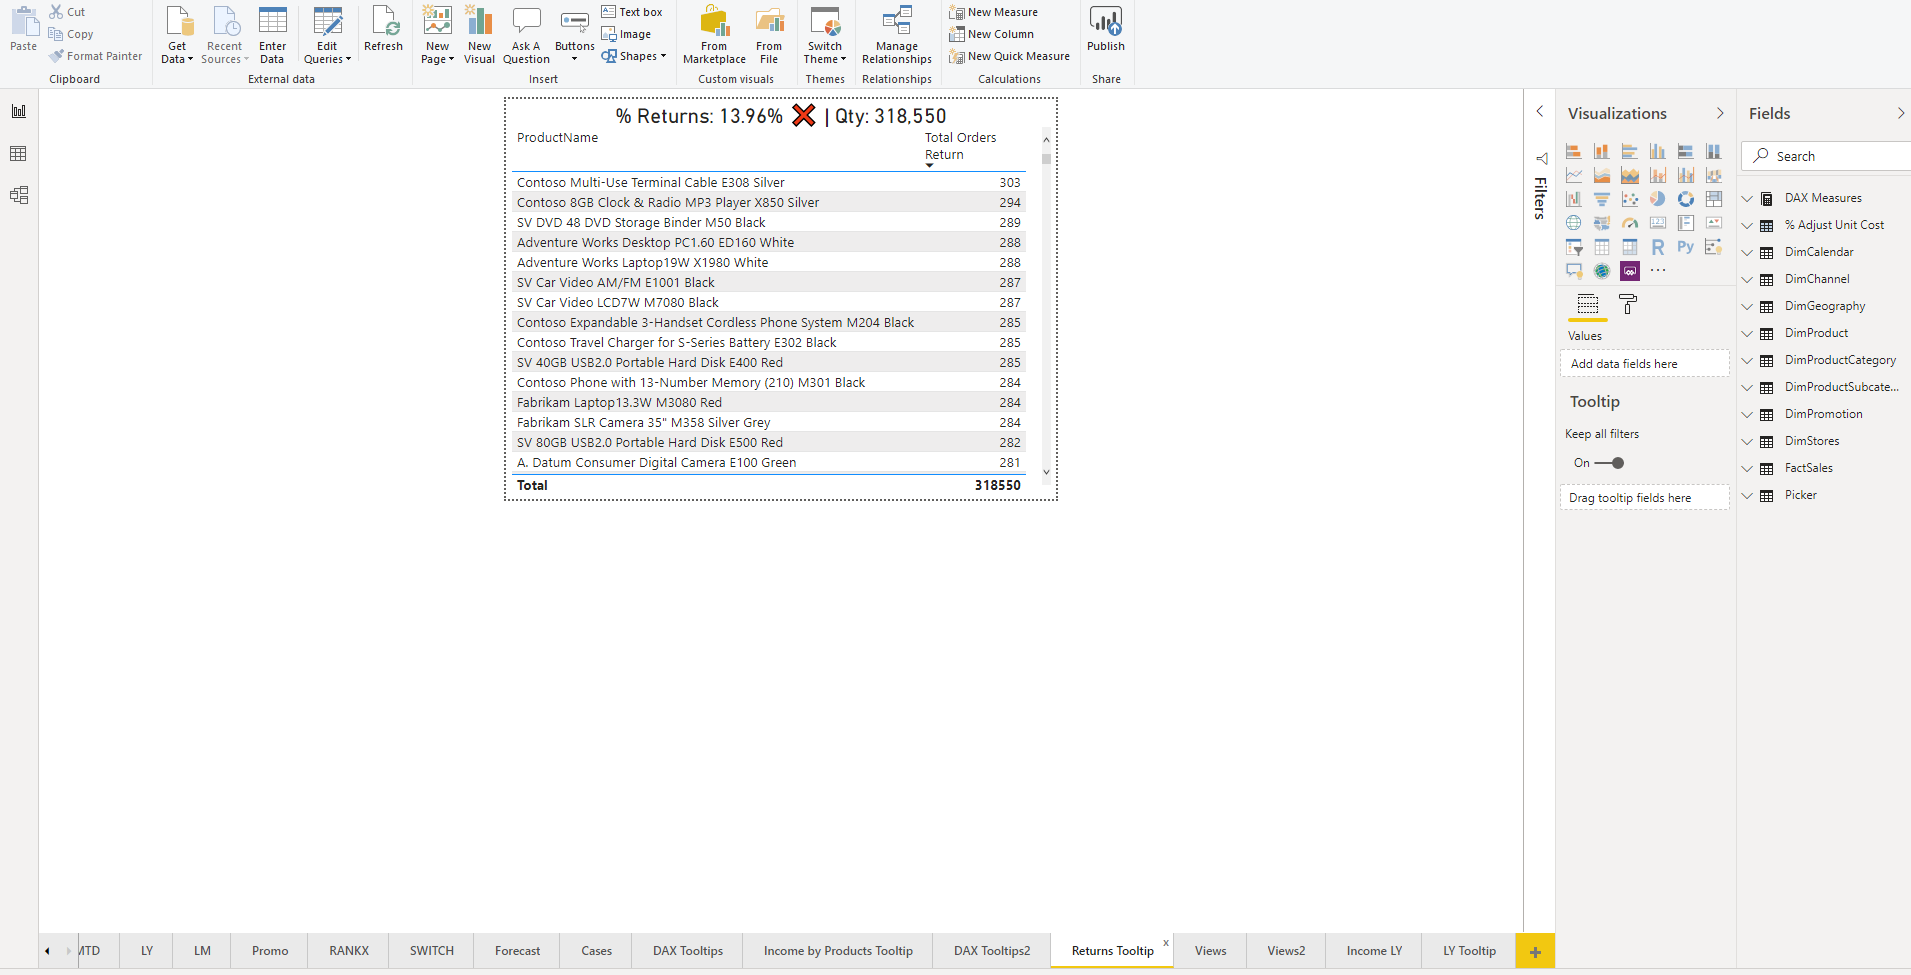 Paste
Cut
Copy
Format Painter
Clipboard
Get Data
Recent Sources
Enter Data
External data
Edit Queries
Refresh
New Page
New Visual
Ask A Question
Buttons
Text box
Image
Shapes
Insert
From Marketplace
From File
Custom visuals
Switch Theme
Themes
Manage Relationships
Relationships
New Measure
New Column
New Quick Measure
Calculations
Publish
Share
% Returns: 13.96% ❌ | Qty: 318,550
ProductName Total Orders Return
Contoso Multi-Use Terminal Cable E308 Silver 303
Contoso 8GB Clock & Radio MP3 Player X850 Silver 294
SV DVD 48 DVD Storage Binder M50 Black 289
Adventure Works Desktop PC1.60 ED160 White 288
Adventure Works Laptop19W X1980 White 288
SV Car Video AM/FM E1001 Black 287
SV Car Video LCD7W M7080 Black 287
Contoso Expandable 3-Handset Cordless Phone System M204 Black 285
Contoso Travel Charger for S-Series Battery E302 Black 285
SV 40GB USB2.0 Portable Hard Disk E400 Red 285
Contoso Phone with 13-Number Memory (210) M301 Black 284
Fabrikam Laptop13.3W M3080 Red 284
Fabrikam SLR Camera 35" M358 Silver Grey 284
SV 80GB USB2.0 Portable Hard Disk E500 Red 282
A. Datum Consumer Digital Camera E100 Green 281
Total 318550
Filters
Visualizations
R
Py
123
...
Values
Add data fields here
Tooltip
Keep all filters
On
Drag tooltip fields here
Fields
Search
DAX Measures
% Adjust Unit Cost
DimCalendar
DimChannel
DimGeography
DimProduct
DimProductCategory
DimProductSubcate...
DimPromotion
DimStores
FactSales
Picker
MTD
LY
LM
Promo
RANKX
SWITCH
Forecast
Cases
DAX Tooltips
Income by Products Tooltip
DAX Tooltips2
Returns Tooltip x
Views
Views2
Income LY
LY Tooltip
+